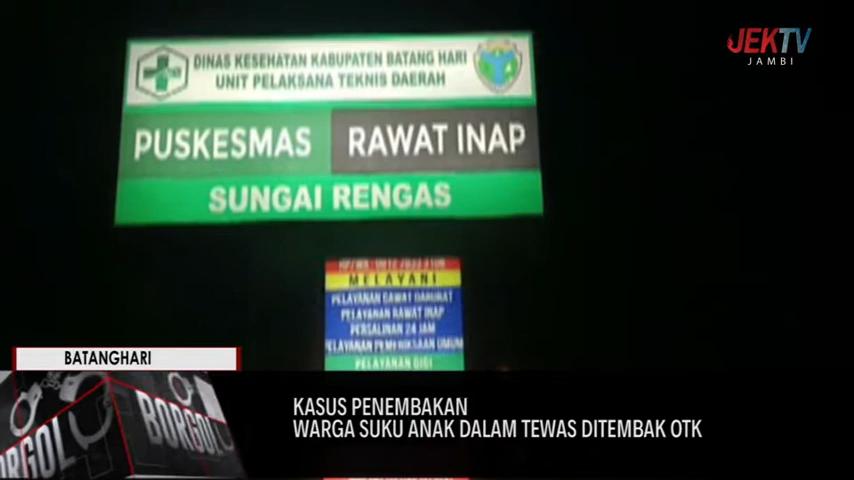 JEKTV
JAMBI
DINAS KESEHATAN KABUPATEN BATANG HARI
UNIT PELAKSANA TEKNIS DAERAH
PUSKESMAS RAWAT INAP
SUNGAI RENGAS
MELAYANI
PELAYANAN GAWAT DARURAT
PELAYANAN RAWAT INAP
PERSALINAN 24 JAM
PELAYANAN PEMERIKSAAN UMUM
PELAYANAN GIGI
BATANGHARI
BORGOL
BORGOL
KASUS PENEMBAKAN
WARGA SUKU ANAK DALAM TEWAS DITEMBAK OTK